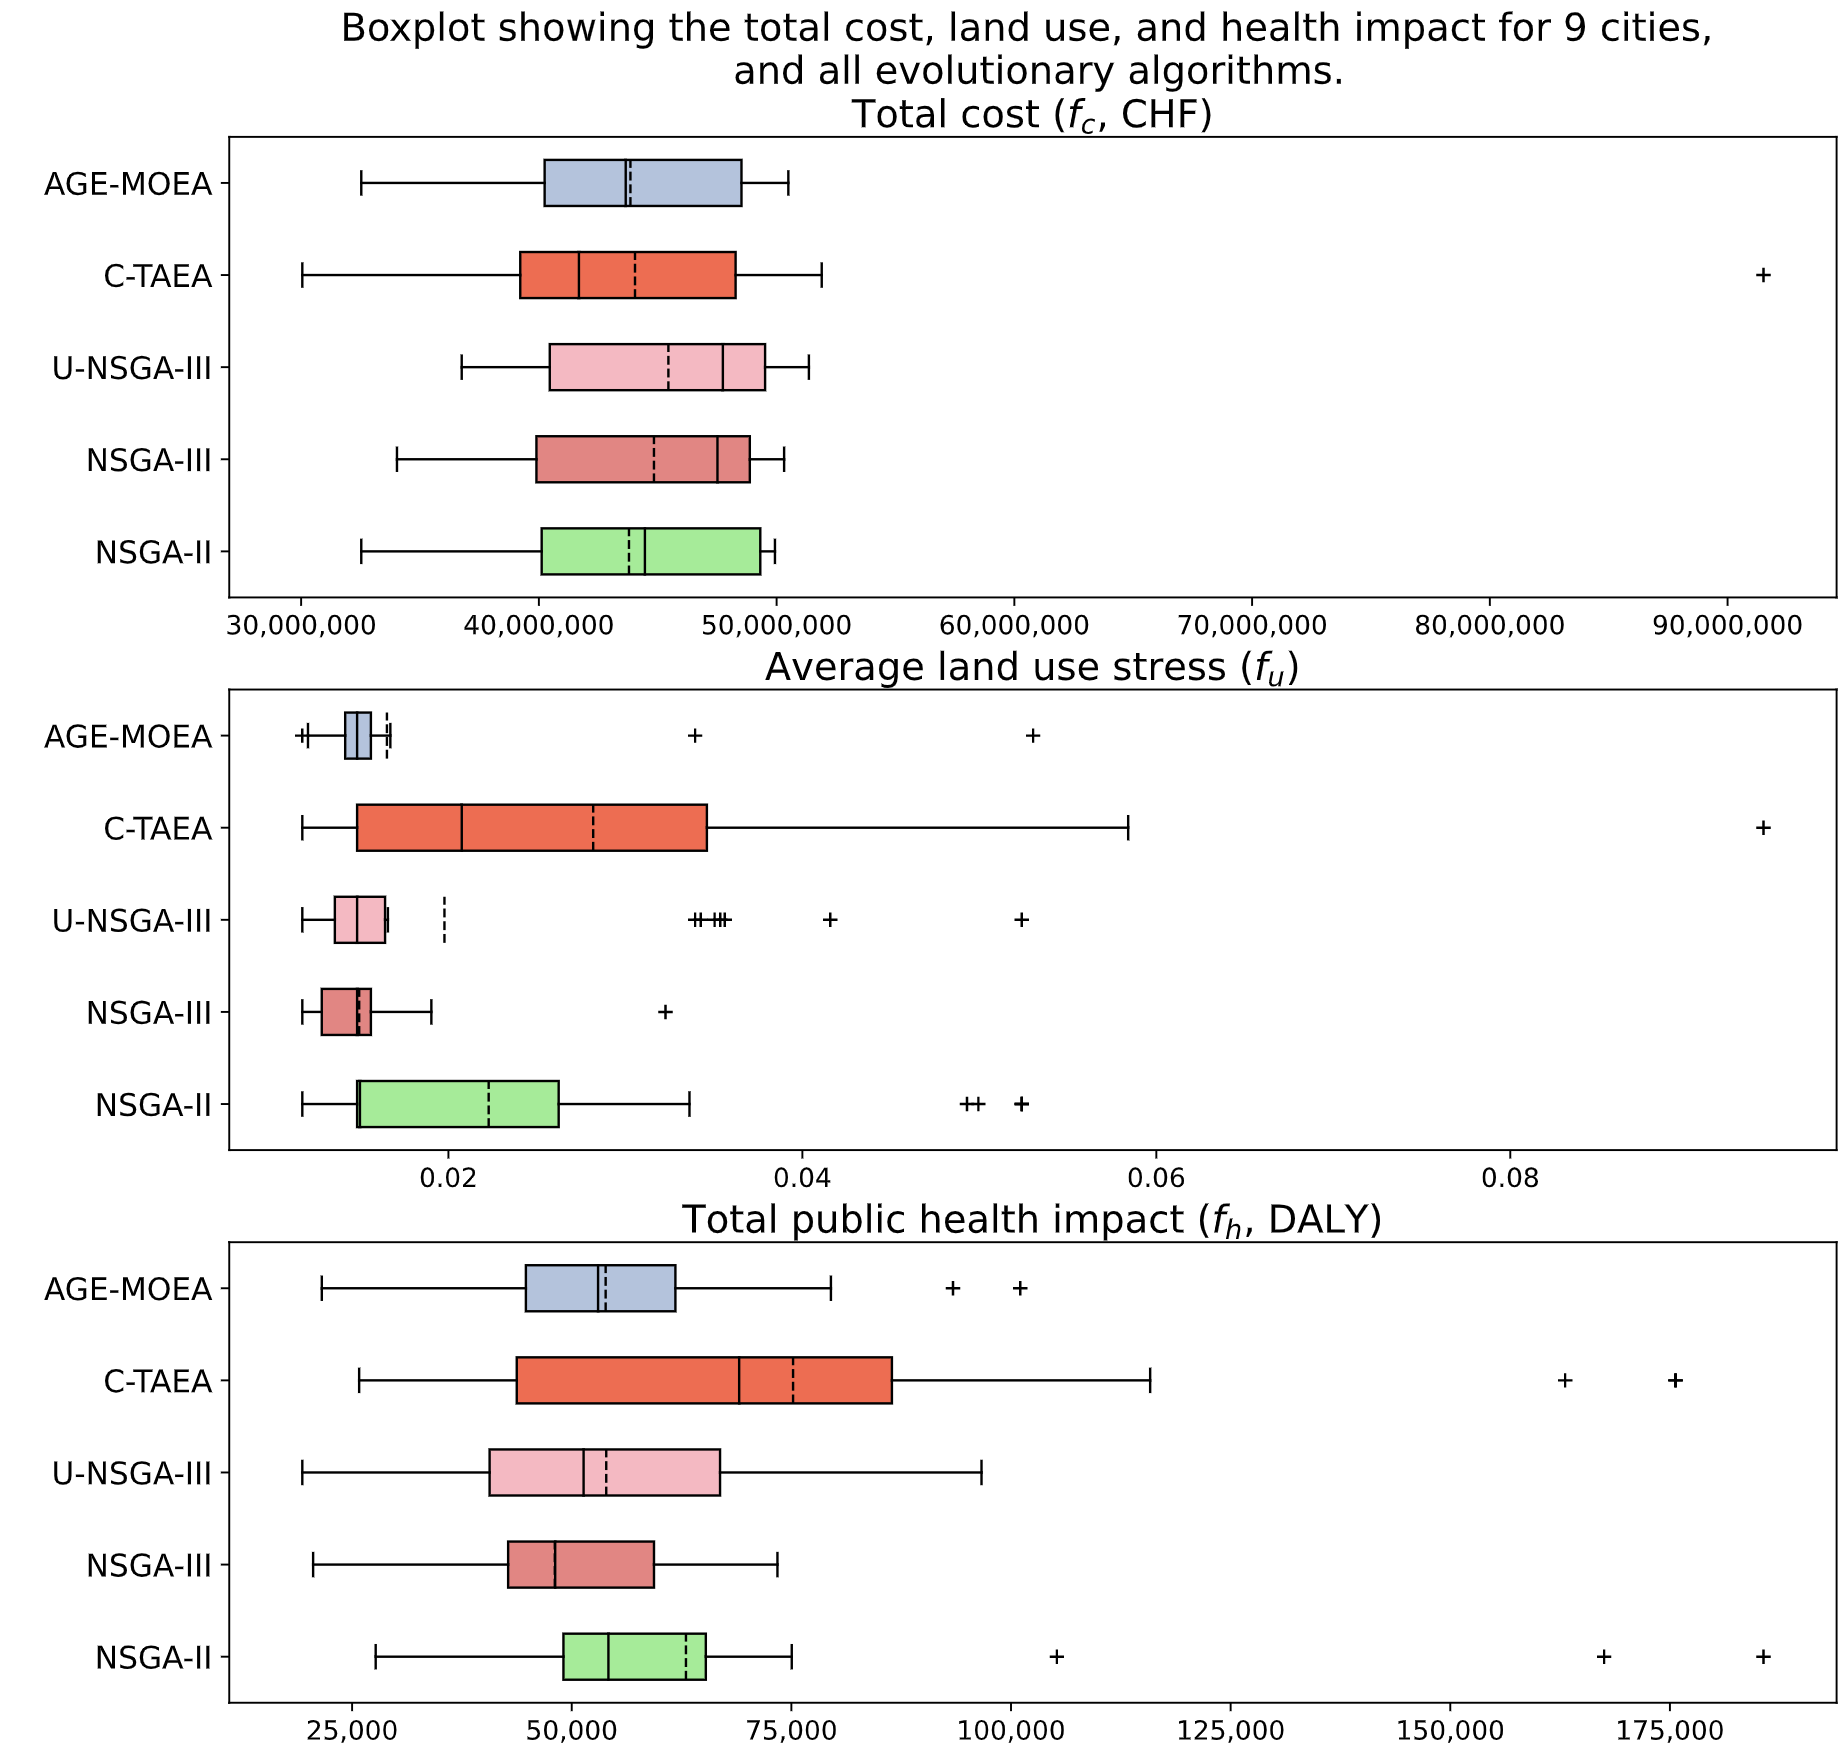 Boxplot showing the total cost, land use, and health impact for 9 cities,
and all evolutionary algorithms.
Total cost (f_c, CHF)
AGE-MOEA
C-TAEA
U-NSGA-III
NSGA-III
NSGA-II
30,000,000 40,000,000 50,000,000 60,000,000 70,000,000 80,000,000 90,000,000
Average land use stress (f_u)
AGE-MOEA
C-TAEA
U-NSGA-III
NSGA-III
NSGA-II
0.02 0.04 0.06 0.08
Total public health impact (f_h, DALY)
AGE-MOEA
C-TAEA
U-NSGA-III
NSGA-III
NSGA-II
25,000 50,000 75,000 100,000 125,000 150,000 175,000